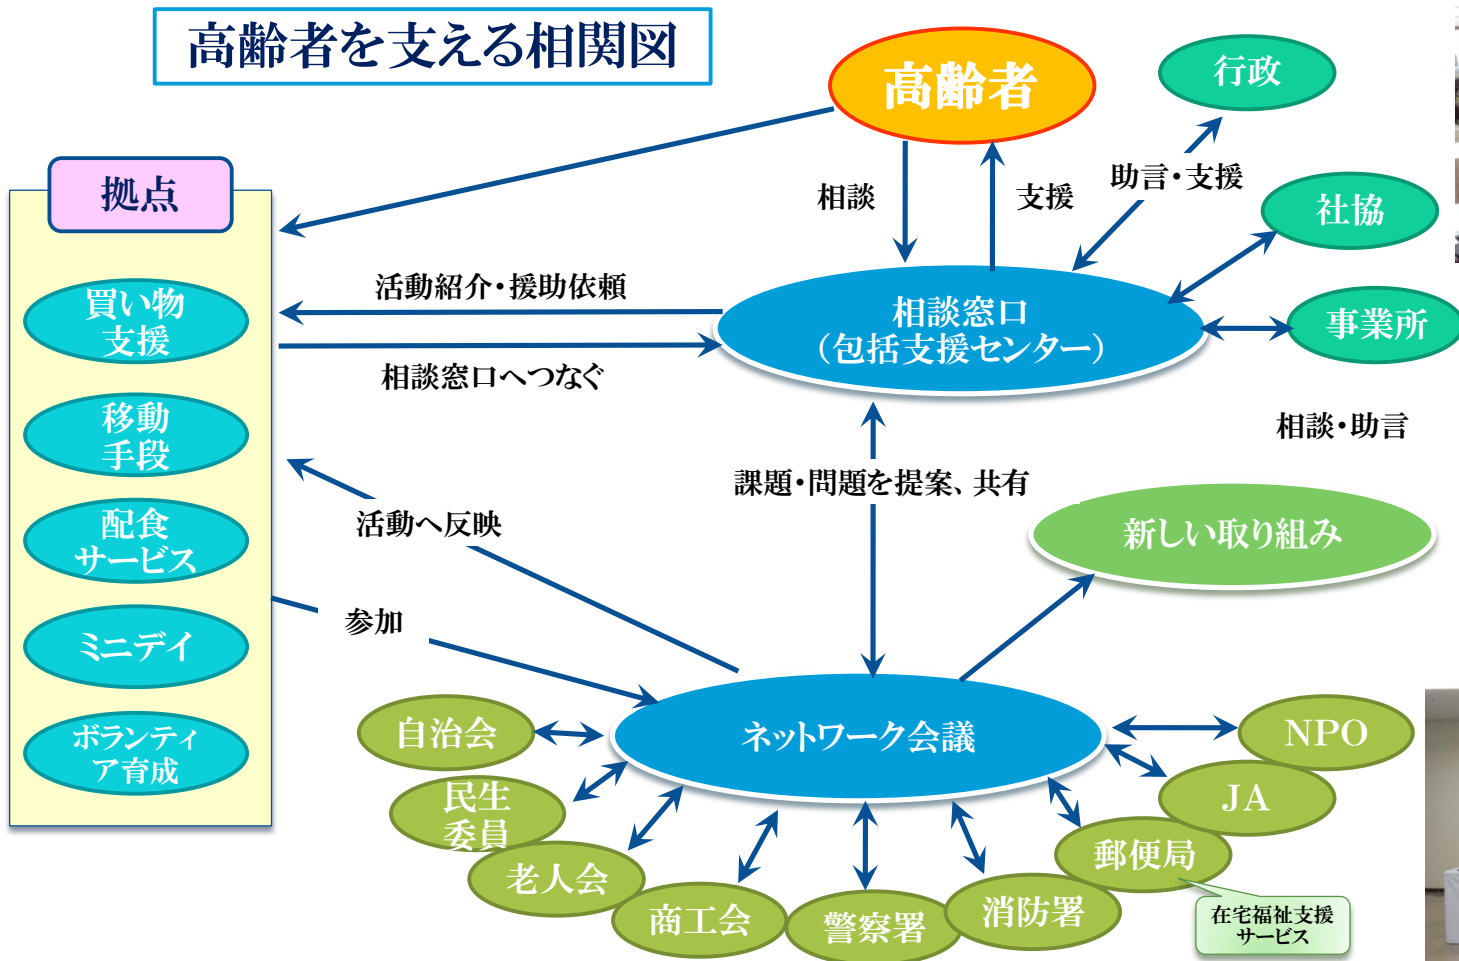 高齢者を支える相関図
高齢者
行政
拠点
相談
支援
助言・支援
社協
買い物
支援
活動紹介・援助依頼
相談窓口
（包括支援センター）
事業所
相談窓口へつなぐ
移動
手段
相談・助言
課題・問題を提案、共有
配食
サービス
活動へ反映
新しい取り組み
参加
ミニデイ
ボランティ
ア育成
ネットワーク会議
自治会
NPO
民生
委員
JA
老人会
郵便局
商工会
警察署
消防署
在宅福祉支援
サービス